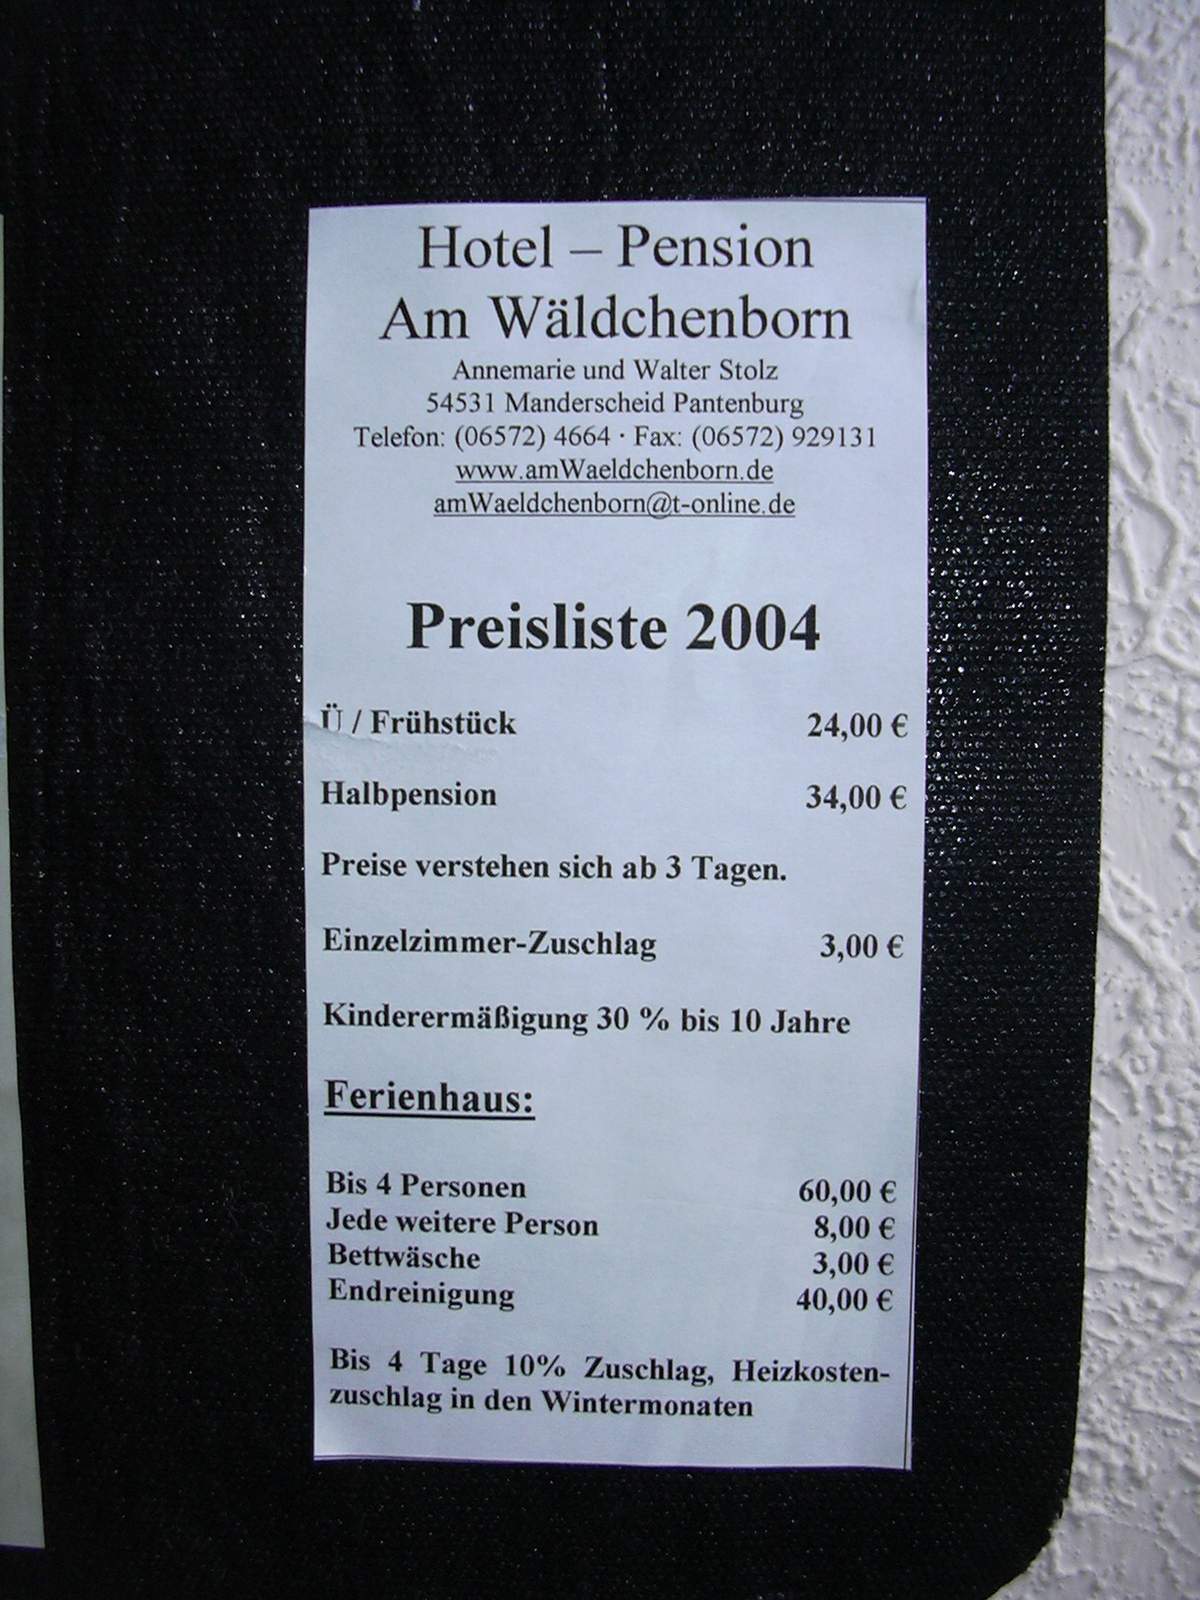 Hotel – Pension
Am Wäldchenborn
Annemarie und Walter Stolz
54531 Manderscheid Pantenburg
Telefon: (06572) 4664 · Fax: (06572) 929131
www.amWaeldchenborn.de
amWaeldchenborn@t-online.de
Preisliste 2004
Ü / Frühstück 24,00 €
Halbpension 34,00 €
Preise verstehen sich ab 3 Tagen.
Einzelzimmer-Zuschlag 3,00 €
Kinderermäßigung 30 % bis 10 Jahre
Ferienhaus:
Bis 4 Personen 60,00 €
Jede weitere Person 8,00 €
Bettwäsche 3,00 €
Endreinigung 40,00 €
Bis 4 Tage 10% Zuschlag, Heizkosten-
zuschlag in den Wintermonaten